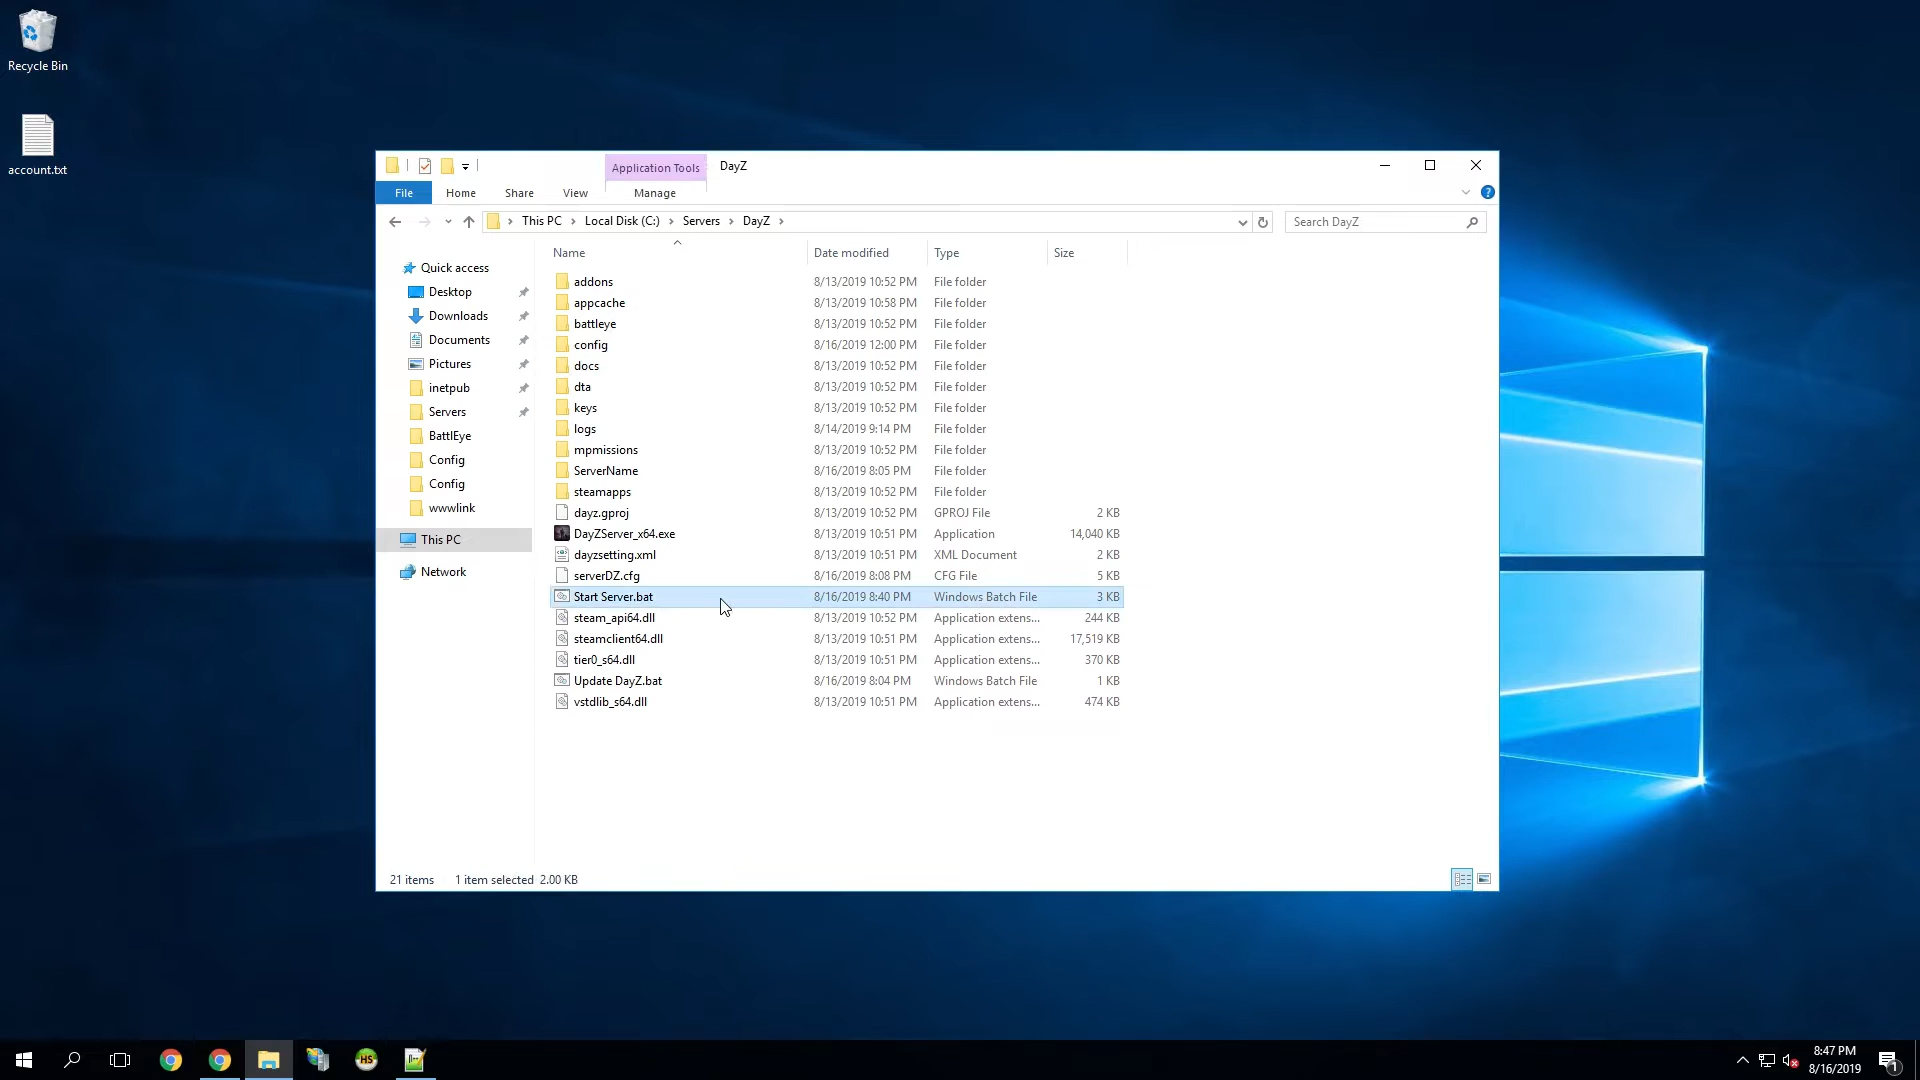 Recycle Bin
account.txt
Application Tools
DayZ
File
Home
Share
View
Manage
This PC
Local Disk (C:)
Servers
DayZ
Search DayZ
Quick access
Desktop
Downloads
Documents
Pictures
inetpub
Servers
BattlEye
Config
Config
wwwlink
This PC
Network
Name Date modified Type Size
addons 8/13/2019 10:52 PM File folder
appcache 8/13/2019 10:58 PM File folder
battleye 8/13/2019 10:52 PM File folder
config 8/16/2019 12:00 PM File folder
docs 8/13/2019 10:52 PM File folder
dta 8/13/2019 10:52 PM File folder
keys 8/13/2019 10:52 PM File folder
logs 8/14/2019 9:14 PM File folder
mpmissions 8/13/2019 10:52 PM File folder
ServerName 8/16/2019 8:05 PM File folder
steamapps 8/13/2019 10:52 PM File folder
dayz.gproj 8/13/2019 10:52 PM GPROJ File 2 KB
DayZServer_x64.exe 8/13/2019 10:51 PM Application 14,040 KB
dayzsetting.xml 8/13/2019 10:51 PM XML Document 2 KB
serverDZ.cfg 8/16/2019 8:08 PM CFG File 5 KB
Start Server.bat 8/16/2019 8:40 PM Windows Batch File 3 KB
steam_api64.dll 8/13/2019 10:52 PM Application extens... 244 KB
steamclient64.dll 8/13/2019 10:51 PM Application extens... 17,519 KB
tier0_s64.dll 8/13/2019 10:51 PM Application extens... 370 KB
Update DayZ.bat 8/16/2019 8:04 PM Windows Batch File 1 KB
vstdlib_s64.dll 8/13/2019 10:51 PM Application extens... 474 KB
21 items 1 item selected 2.00 KB
HS
8:47 PM
8/16/2019
1